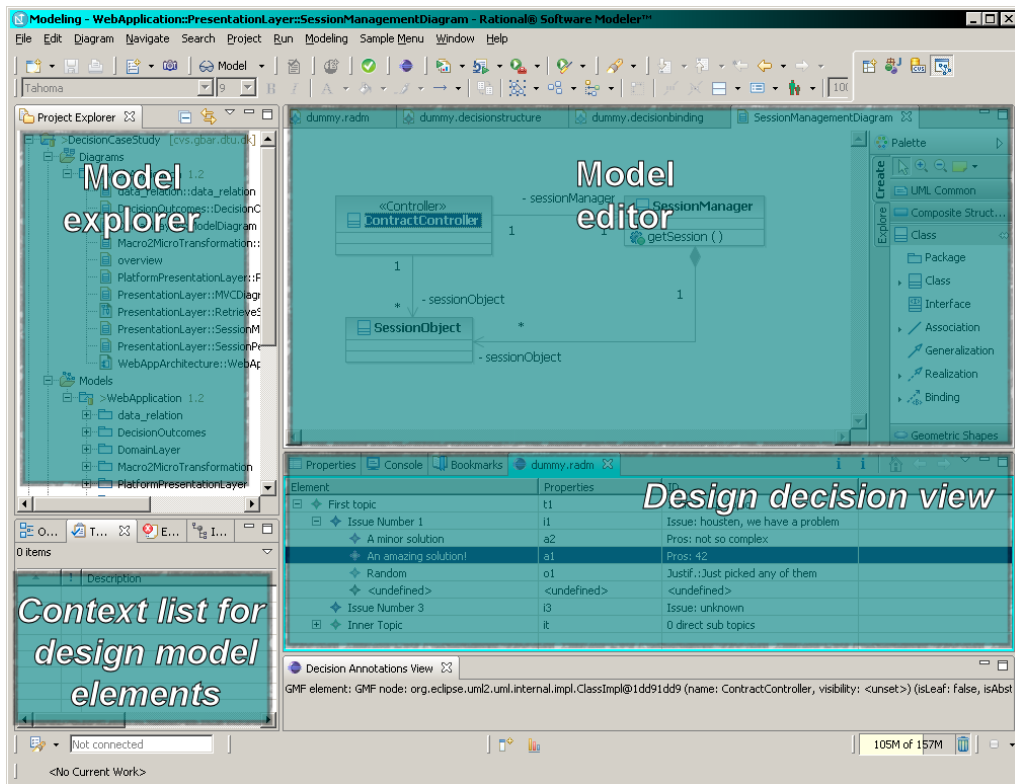 Modeling - WebApplication::PresentationLayer::SessionManagementDiagram - Rational® Software Modeler™
File Edit Diagram Navigate Search Project Run Modeling Sample Menu Window Help
Model
Tahoma 9 B I A 100
Project Explorer
>DecisionCaseStudy [cvs.gbar.dtu.dk]
Diagrams
1.2
data_relation::data_relation
DecisionOutcomes::DecisionC
ModelDiagram
Macro2MicroTransformation::
overview
PlatformPresentationLayer::F
PresentationLayer::MVCDiagr
PresentationLayer::RetrieveS
PresentationLayer::SessionM
PresentationLayer::SessionPe
WebAppArchitecture::WebAp
Models
>WebApplication 1.2
data_relation
DecisionOutcomes
DomainLayer
Macro2MicroTransformation
PlatformPresentationLayer
Model
explorer
dummy.radm dummy.decisionstructure dummy.decisionbinding SessionManagementDiagram
Model
editor
«Controller»
ContractController
- sessionManager
1 1
SessionManager
getSession ( )
1
1
*
- sessionObject
*
SessionObject
- sessionObject
Palette
Create
Explore
UML Common
Composite Struct...
Class
Package
Class
Interface
Association
Generalization
Realization
Binding
Geometric Shapes
Properties Console Bookmarks dummy.radm
Design decision view
Element Properties ID
First topic t1
Issue Number 1 i1 Issue: housten, we have a problem
A minor solution a2 Pros: not so complex
An amazing solution! a1 Pros: 42
Random o1 Justif.::Just picked any of them
<undefined> <undefined> <undefined>
Issue Number 3 i3 Issue: unknown
Inner Topic it 0 direct sub topics
O... T... E... I...
0 items
! Description
Context list for
design model
elements
Decision Annotations View
GMF element: GMF node: org.eclipse.uml2.uml.internal.impl.ClassImpl@1dd91dd9 (name: ContractController, visibility: <unset>) (isLeaf: false, isAbst
Not connected
105M of 157M
<No Current Work>